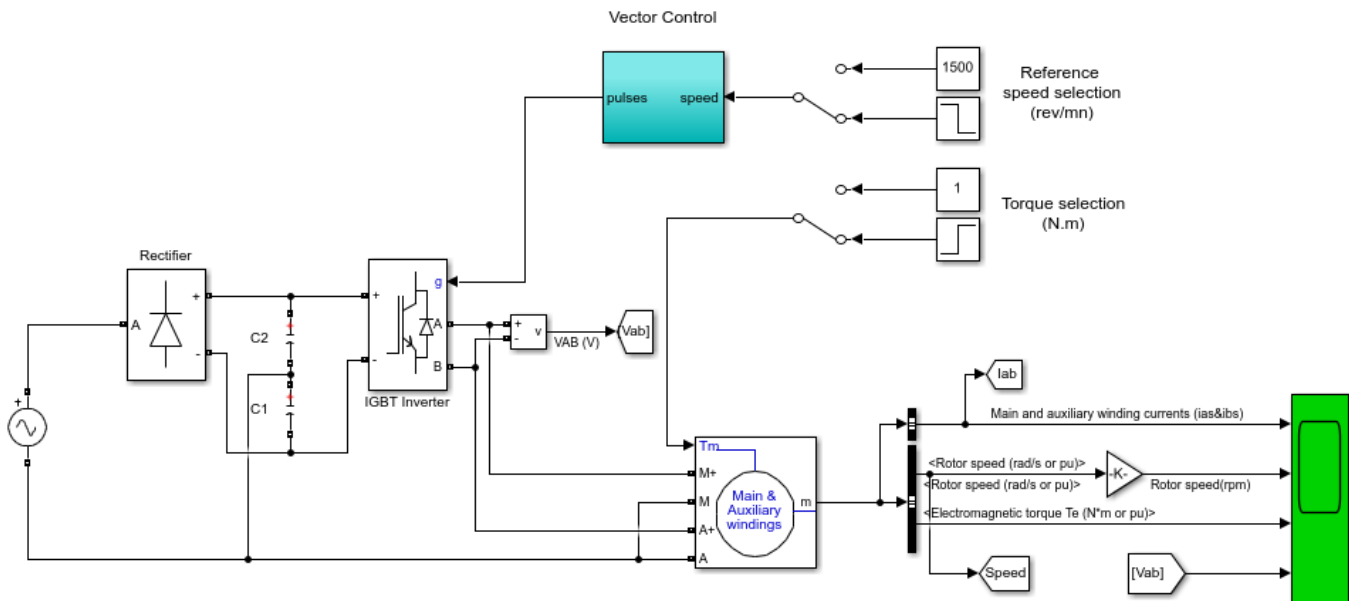 Vector Control
pulses
speed
1500
Reference
speed selection
(rev/mn)
1
Torque selection
(N.m)
Rectifier
A
+
-
C2
C1
+
-
g
A
B
IGBT Inverter
+
-
v
VAB (V)
[Vab]
+
Tm
M+
M
A+
A
Main &
Auxiliary
windings
m
Iab
Main and auxiliary winding currents (ias&ibs)
<Rotor speed (rad/s or pu)>
<Rotor speed (rad/s or pu)>
-K-
Rotor speed(rpm)
<Electromagnetic torque Te (N*m or pu)>
Speed
[Vab]